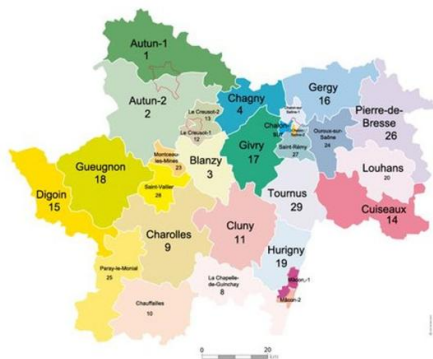 Autun-1
1
Autun-2
2
Le Creusot-2
13
Le Creusot-1
12
Chagny
4
Gergy
16
Pierre-de-
Bresse
26
Ouroux-sur-
Saône
24
Saint-Rémy
27
Givry
17
Montceau-
les-Mines
23
Blanzy
3
Gueugnon
18
Saint-Vallier
28
Louhans
20
Digoin
15
Tournus
29
Cuiseaux
14
Charolles
9
Cluny
11
Hurigny
19
Paray-le-Monial
25
La Chapelle-
de-Guinchay
8
Mâcon-1
Mâcon-2
Chauffailles
10
0
20
km